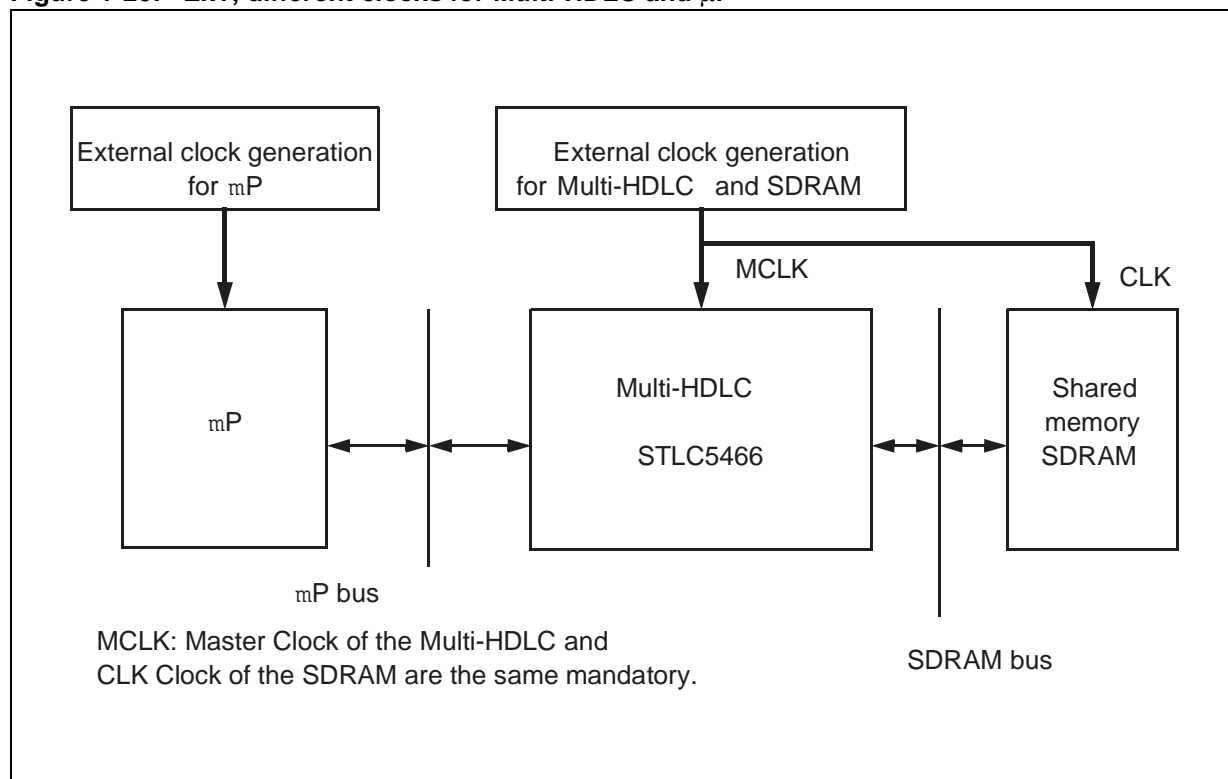 External clock generation
for mP
External clock generation
for Multi-HDLC and SDRAM
MCLK
CLK
mP
Multi-HDLC
STLC5466
Shared
memory
SDRAM
mP bus
SDRAM bus
MCLK: Master Clock of the Multi-HDLC and
CLK Clock of the SDRAM are the same mandatory.